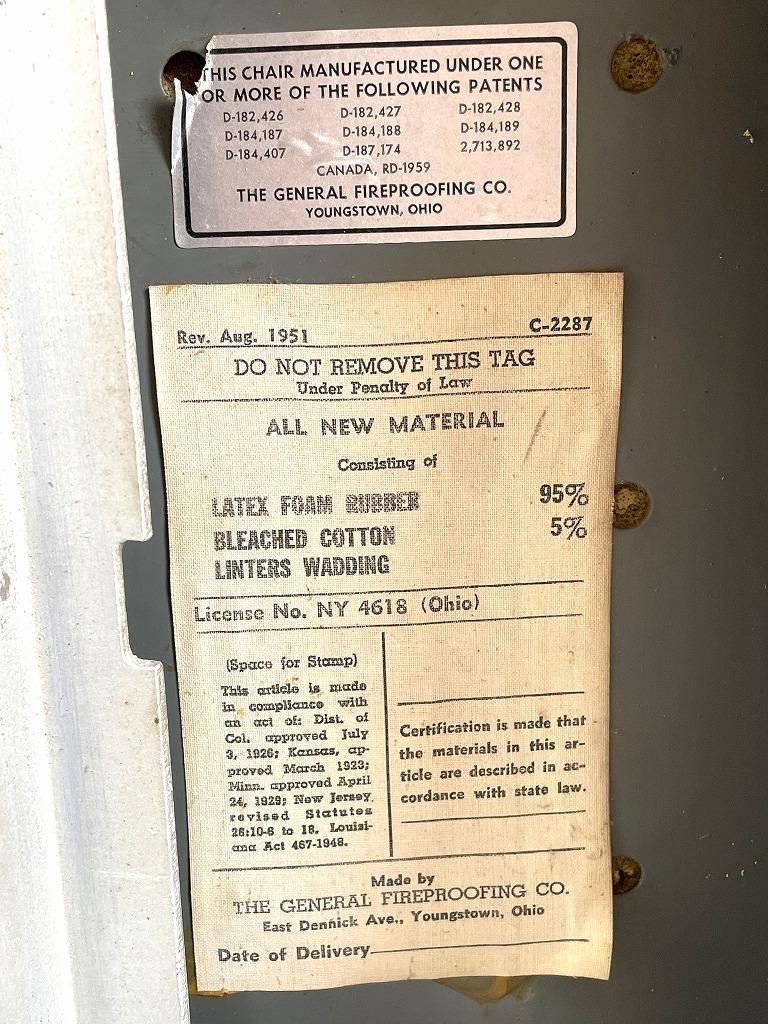 THIS CHAIR MANUFACTURED UNDER ONE
OR MORE OF THE FOLLOWING PATENTS
D-182,426 D-182,427 D-182,428
D-184,187 D-184,188 D-184,189
D-184,407 D-187,174 2,713,892
CANADA, RD-1959
THE GENERAL FIREPROOFING CO.
YOUNGSTOWN, OHIO
Rev. Aug. 1951 C-2287
DO NOT REMOVE THIS TAG
Under Penalty of Law
ALL NEW MATERIAL
Consisting of
LATEX FOAM RUBBER 95%
BLEACHED COTTON 5%
LINTERS WADDING
License No. NY 4618 (Ohio)
(Space for Stamp)
This article is made
in compliance with
an act of: Dist. of
Col. approved July
3, 1926; Kansas, ap-
proved March 1923;
Minn. approved April
24, 1929; New Jersey
revised Statutes
26:10-6 to 18. Louisi-
ana Act 467-1948.
Certification is made that
the materials in this ar-
ticle are described in ac-
cordance with state law.
Made by
THE GENERAL FIREPROOFING CO.
East Dennick Ave., Youngstown, Ohio
Date of Delivery